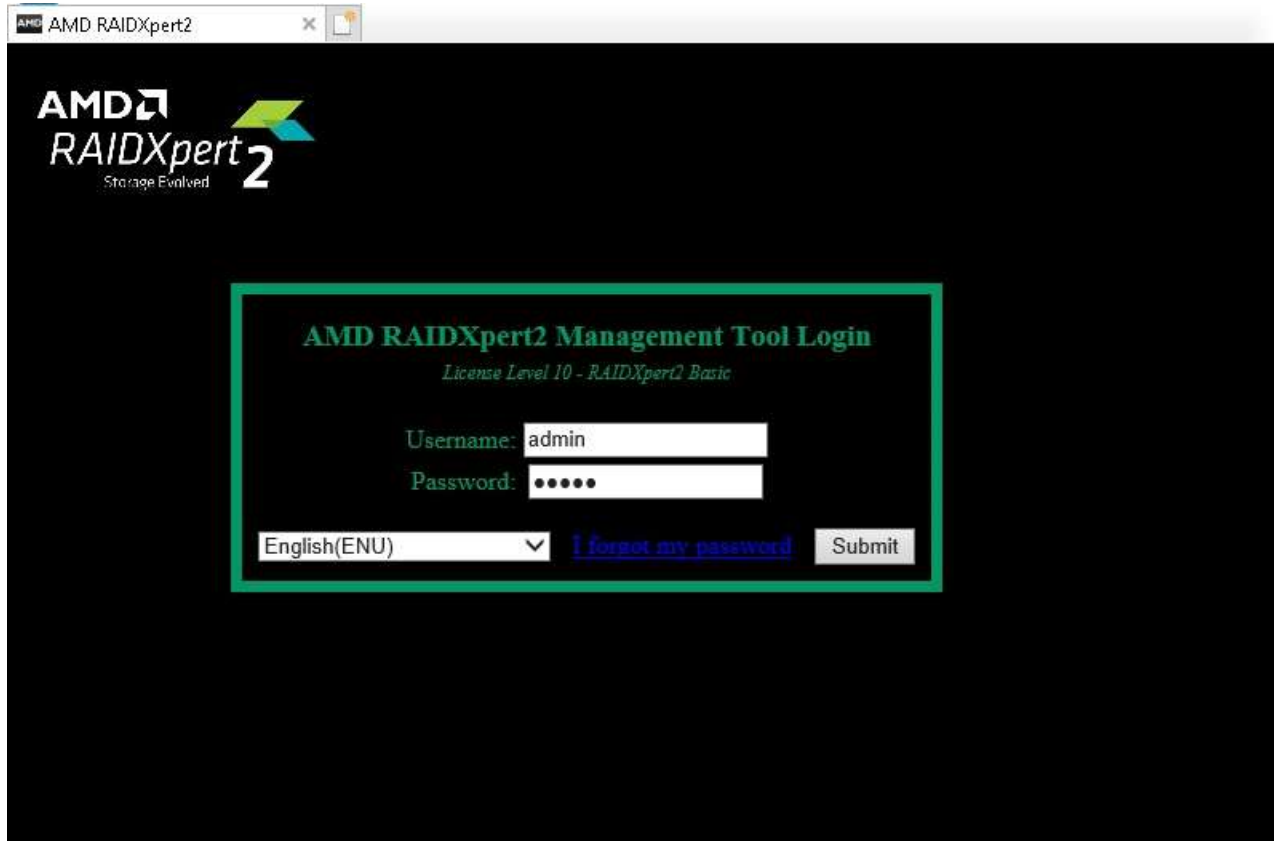 AMD AMD RAIDXpert2
AMD
RAIDXpert 2
Storage Evolved
AMD RAIDXpert2 Management Tool Login
License Level 10 - RAIDXpert2 Basic
Username: admin
Password: •••••
English(ENU) I forgot my password Submit